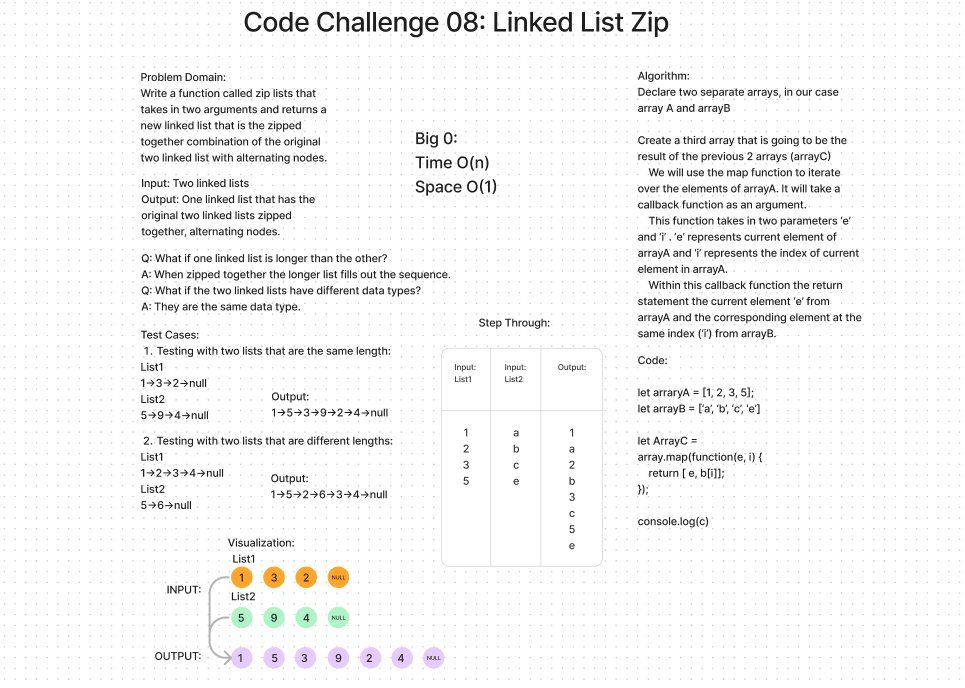 Code Challenge 08: Linked List Zip
Problem Domain:
Write a function called zip lists that
takes in two arguments and returns a
new linked list that is the zipped
together combination of the original
two linked list with alternating nodes.
Input: Two linked lists
Output: One linked list that has the
original two linked lists zipped
together, alternating nodes.
Q: What if one linked list is longer than the other?
A: When zipped together the longer list fills out the sequence.
Q: What if the two linked lists have different data types?
A: They are the same data type.
Big 0:
Time O(n)
Space O(1)
Test Cases:
1. Testing with two lists that are the same length:
List1
1→3→2→null
List2
5→9→4→null
Output:
1→5→3→9→2→4→null
2. Testing with two lists that are different lengths:
List1
1→2→3→4→null
List2
5→6→null
Output:
1→5→2→6→3→4→null
Visualization:
List1
INPUT:
1 3 2 NULL
List2
5 9 4 NULL
OUTPUT:
1 5 3 9 2 4 NULL
Step Through:
Input:
List1
Input:
List2
Output:
1 a 1
2 b a
3 c 2
5 e b
3
c
5
e
Algorithm:
Declare two separate arrays, in our case
array A and arrayB
Create a third array that is going to be the
result of the previous 2 arrays (arrayC)
We will use the map function to iterate
over the elements of arrayA. It will take a
callback function as an argument.
This function takes in two parameters 'e'
and 'i' . 'e' represents current element of
arrayA and 'i' represents the index of current
element in arrayA.
Within this callback function the return
statement the current element 'e' from
arrayA and the corresponding element at the
same index ('i') from arrayB.
Code:
let arraryA = [1, 2, 3, 5];
let arrayB = ['a', 'b', 'c', 'e']
let ArrayC =
array.map(function(e, i) {
return [ e, b[i]];
});
console.log(c)